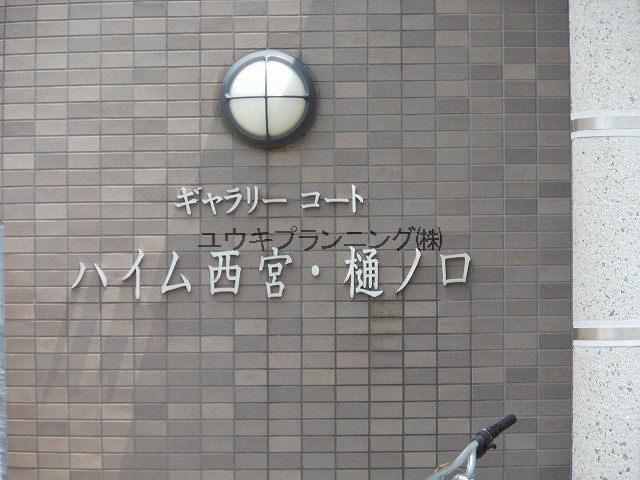 ギャラリー コート
ユウキプランニング㈱
ハイム西宮・樋ノ口